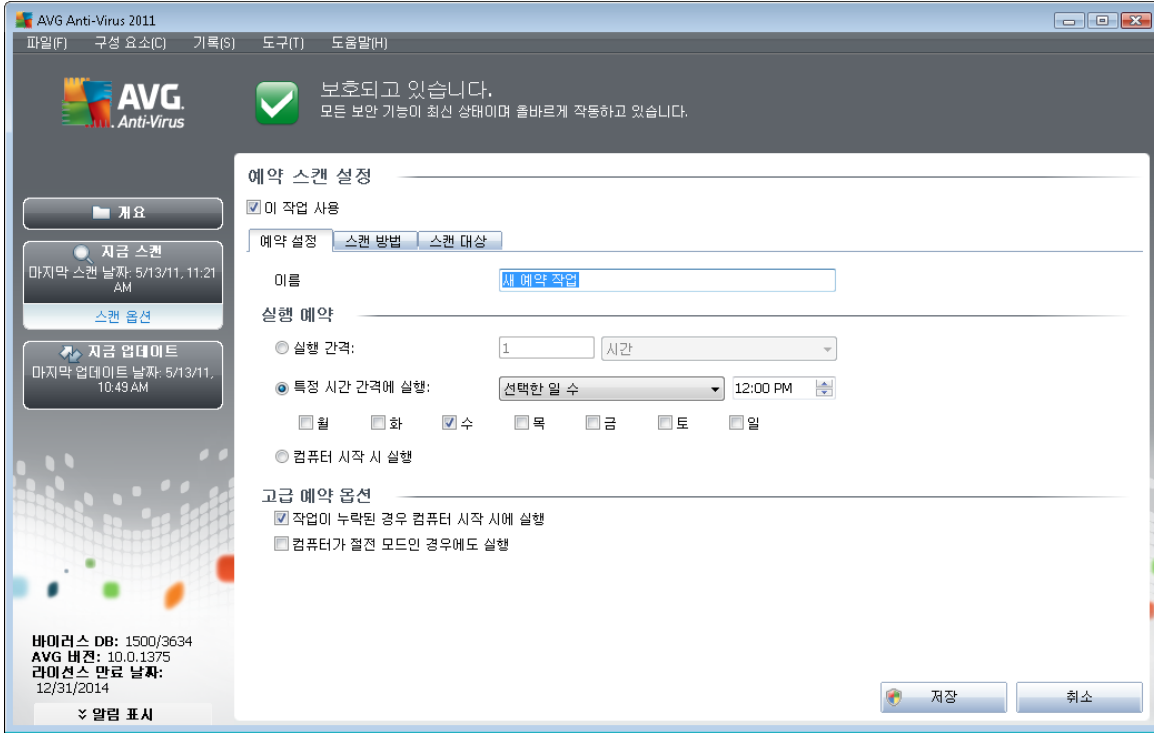 AVG Anti-Virus 2011
파일(F) 구성 요소(C) 기록(S) 도구(T) 도움말(H)
AVG.
Anti-Virus
보호되고 있습니다.
모든 보안 기능이 최신 상태이며 올바르게 작동하고 있습니다.
개요
지금 스캔
마지막 스캔 날짜: 5/13/11, 11:21
AM
스캔 옵션
지금 업데이트
마지막 업데이트 날짜: 5/13/11,
10:49 AM
바이러스 DB: 1500/3634
AVG 버전: 10.0.1375
라이선스 만료 날짜:
12/31/2014
알림 표시
예약 스캔 설정
이 작업 사용
예약 설정 스캔 방법 스캔 대상
이름 새 예약 작업
실행 예약
실행 간격: 1 시간
특정 시간 간격에 실행: 선택한 일 수 12:00 PM
월 화 수 목 금 토 일
컴퓨터 시작 시 실행
고급 예약 옵션
작업이 누락된 경우 컴퓨터 시작 시에 실행
컴퓨터가 절전 모드인 경우에도 실행
저장 취소